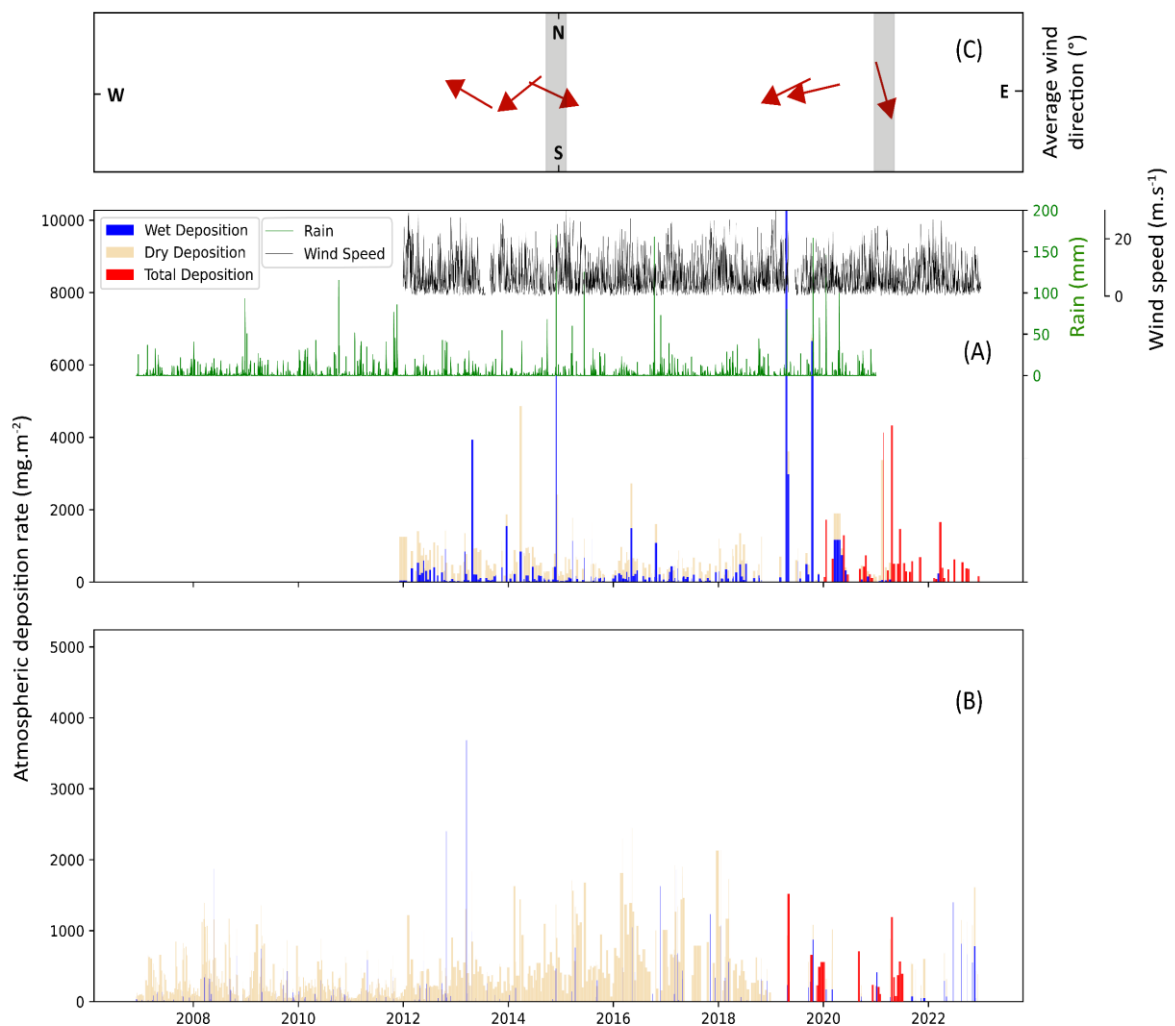 N
(C)
W
E
S
Average wind
direction (°)
10000
8000
6000
4000
2000
0
Wet Deposition
Dry Deposition
Total Deposition
Rain
Wind Speed
200
150
100
50
0
Rain (mm)
20
0
Wind speed (m.s-1)
(A)
Atmospheric deposition rate (mg.m-2)
5000
4000
3000
2000
1000
0
(B)
2008
2010
2012
2014
2016
2018
2020
2022